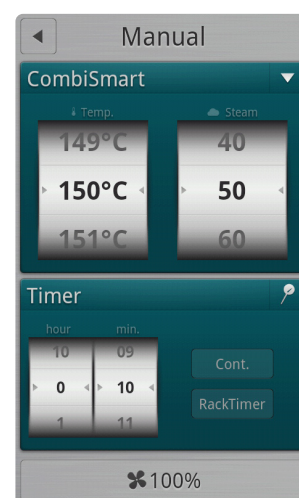 Manual
CombiSmart
Temp. Steam
149°C 40
150°C 50
151°C 60
Timer
hour min.
10 09
0 10
1 11
Cont.
RackTimer
100%